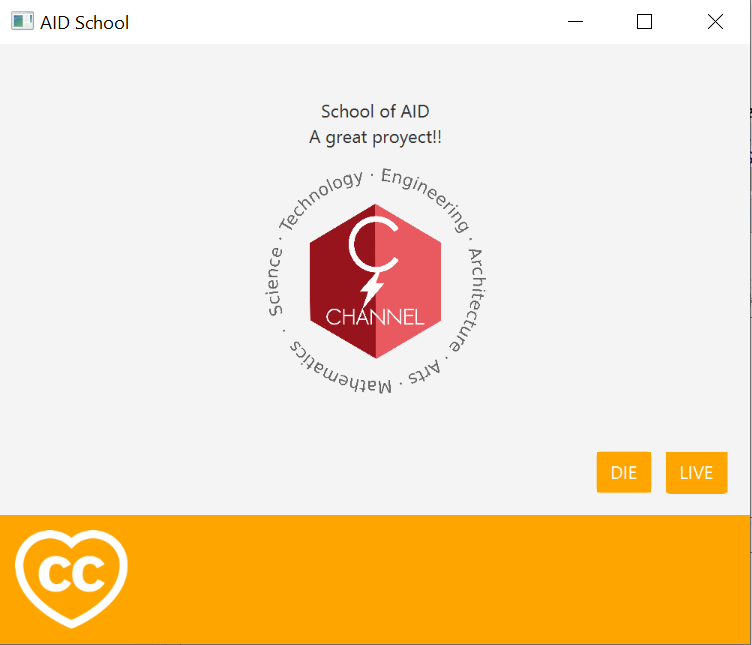 AID School
School of AID
A great proyect!!
Science · Technology · Engineering · Architecture · Arts · Mathematics ·
C
CHANNEL
DIE
LIVE
CC